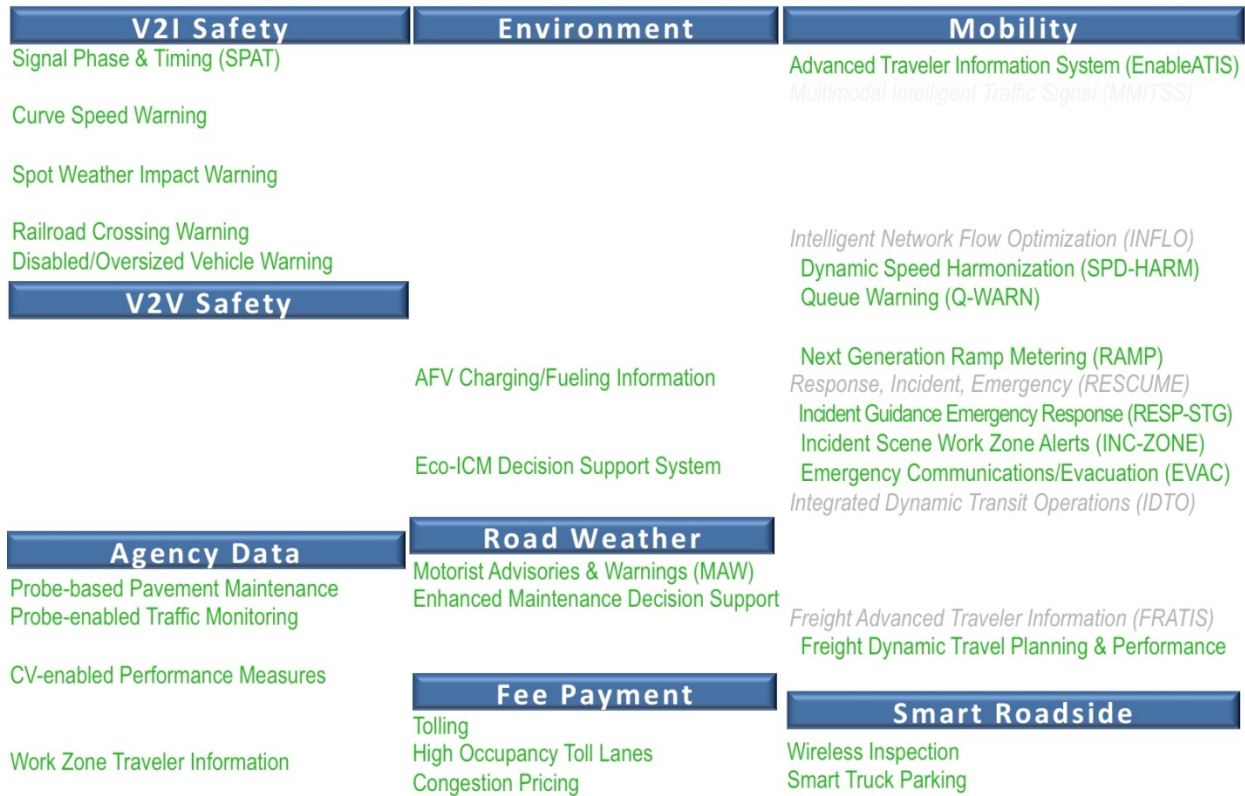 V2I Safety
Signal Phase & Timing (SPAT)
Curve Speed Warning
Spot Weather Impact Warning
Railroad Crossing Warning
Disabled/Oversized Vehicle Warning
V2V Safety
Agency Data
Probe-based Pavement Maintenance
Probe-enabled Traffic Monitoring
CV-enabled Performance Measures
Work Zone Traveler Information
Environment
AFV Charging/Fueling Information
Eco-ICM Decision Support System
Road Weather
Motorist Advisories & Warnings (MAW)
Enhanced Maintenance Decision Support
Fee Payment
Tolling
High Occupancy Toll Lanes
Congestion Pricing
Mobility
Advanced Traveler Information System (EnableATIS)
Multimodal Intelligent Traffic Signal (MMITSS)
Intelligent Network Flow Optimization (INFLO)
Dynamic Speed Harmonization (SPD-HARM)
Queue Warning (Q-WARN)
Next Generation Ramp Metering (RAMP)
Response, Incident, Emergency (RESCUME)
Incident Guidance Emergency Response (RESP-STG)
Incident Scene Work Zone Alerts (INC-ZONE)
Emergency Communications/Evacuation (EVAC)
Integrated Dynamic Transit Operations (IDTO)
Freight Advanced Traveler Information (FRATIS)
Freight Dynamic Travel Planning & Performance
Smart Roadside
Wireless Inspection
Smart Truck Parking